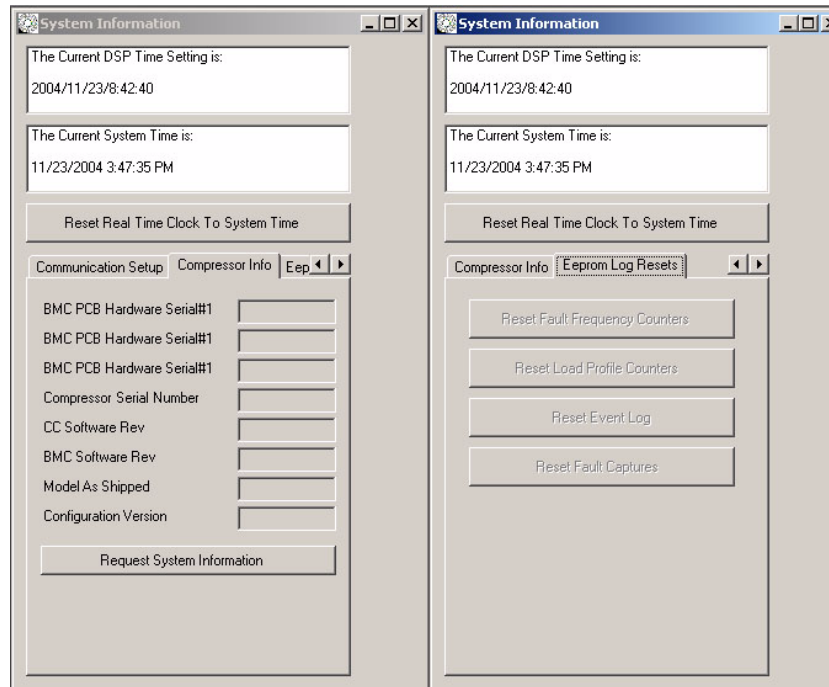 System Information
The Current DSP Time Setting is:
2004/11/23/8:42:40
The Current System Time is:
11/23/2004 3:47:35 PM
Reset Real Time Clock To System Time
Communication Setup
Compressor Info
Eep
BMC PCB Hardware Serial#1
BMC PCB Hardware Serial#1
BMC PCB Hardware Serial#1
Compressor Serial Number
CC Software Rev
BMC Software Rev
Model As Shipped
Configuration Version
Request System Information
System Information
The Current DSP Time Setting is:
2004/11/23/8:42:40
The Current System Time is:
11/23/2004 3:47:35 PM
Reset Real Time Clock To System Time
Compressor Info
Eeprom Log Resets
Reset Fault Frequency Counters
Reset Load Profile Counters
Reset Event Log
Reset Fault Captures